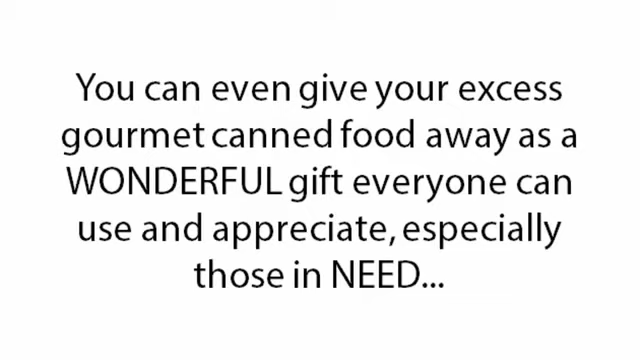 You can even give your excess
gourmet canned food away as a
WONDERFUL gift everyone can
use and appreciate, especially
those in NEED...